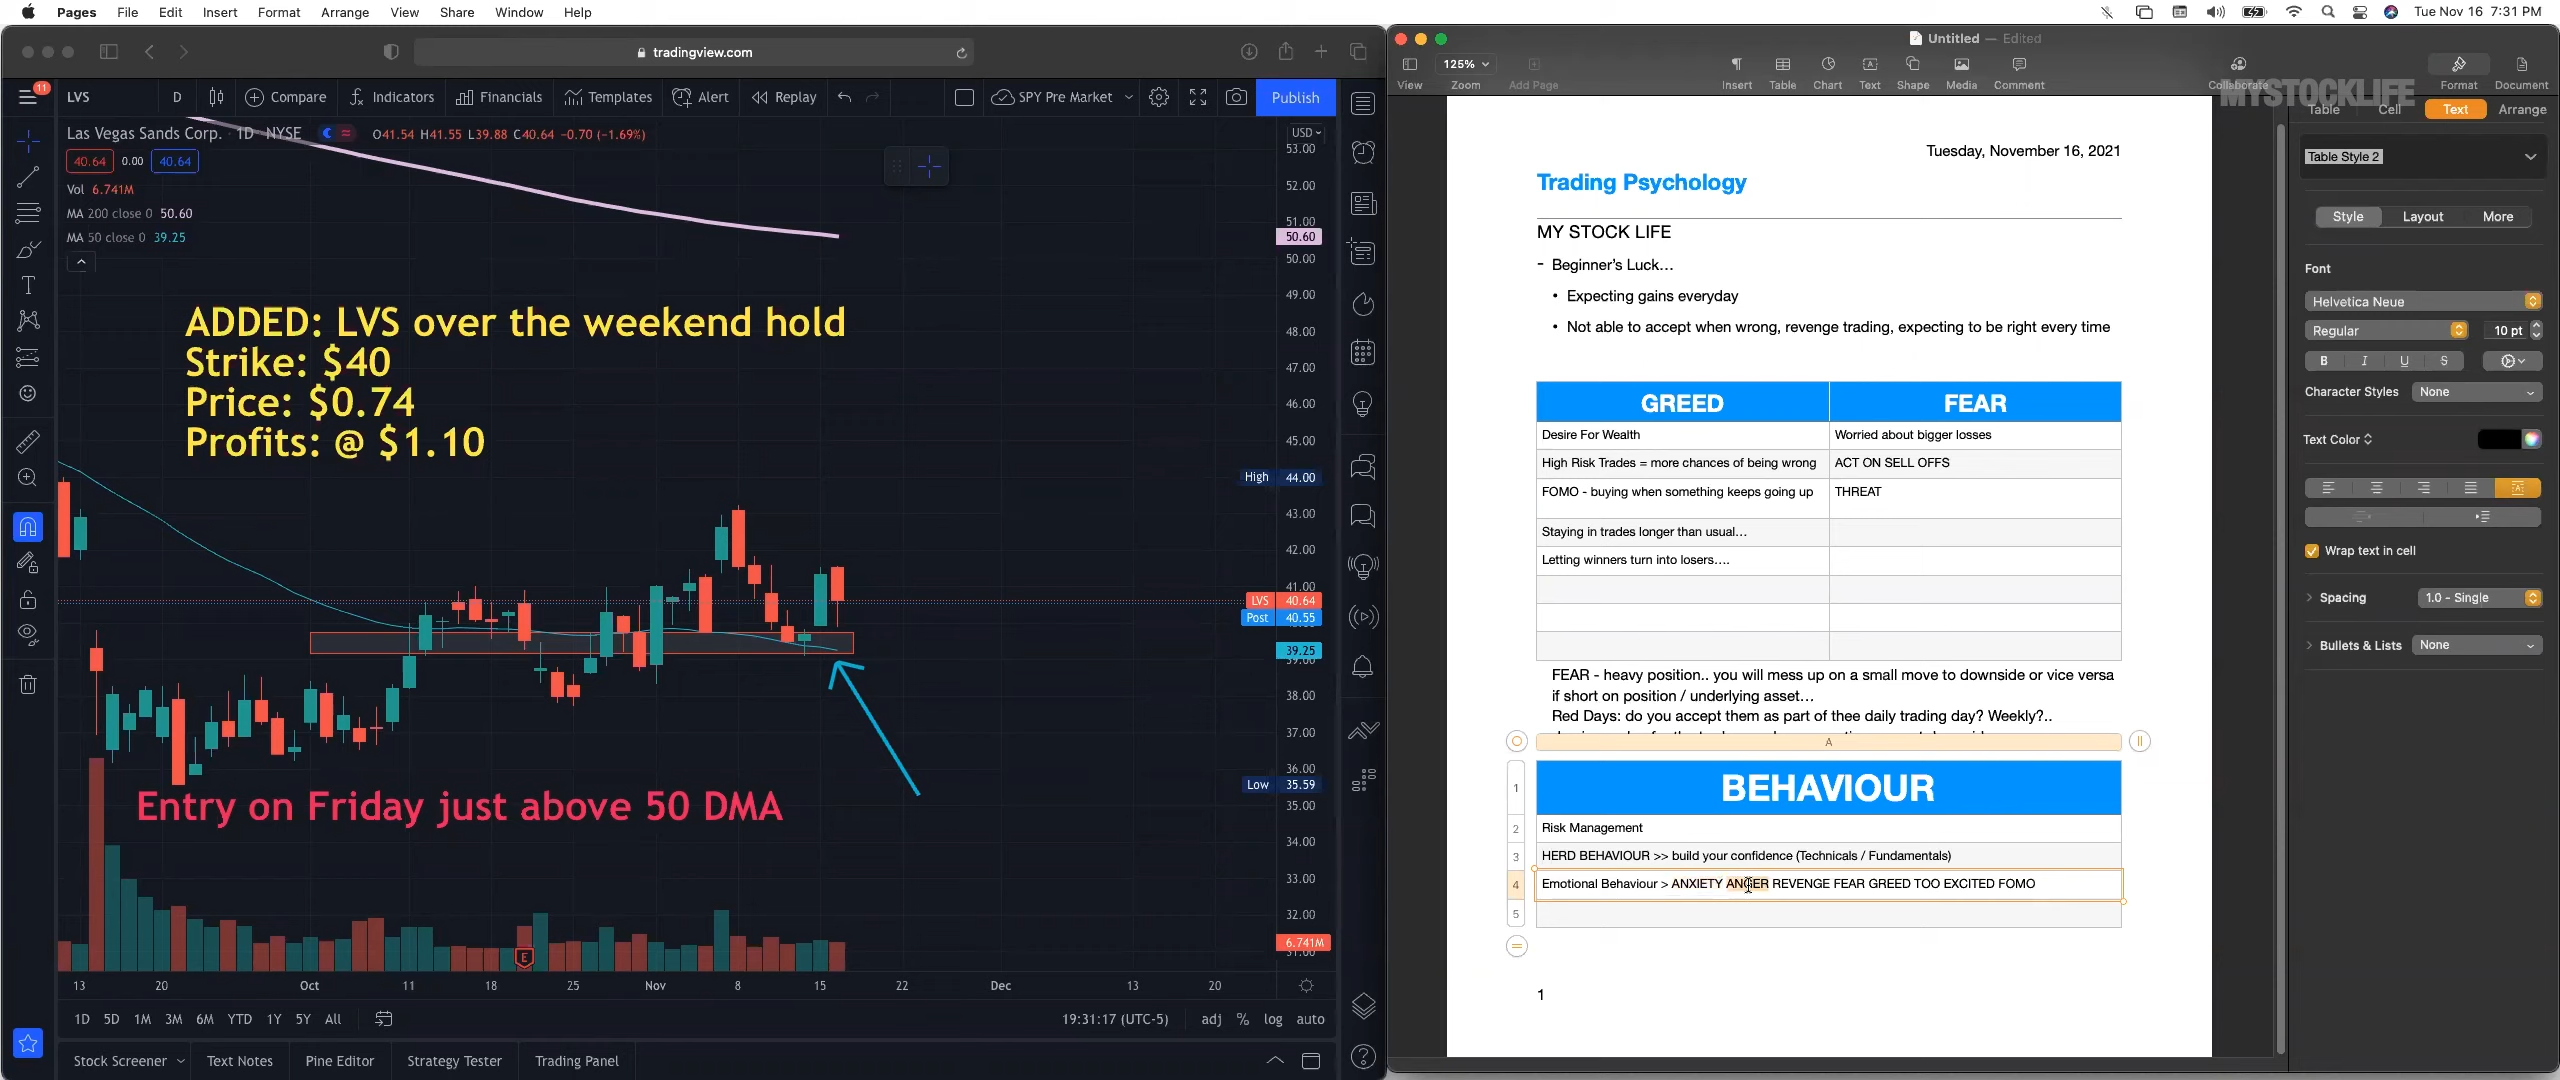 Pages File Edit Insert Format Arrange View Share Window Help
Tue Nov 16 7:31 PM
tradingview.com
11
LVS D Compare Indicators Financials Templates Alert Replay SPY Pre Market Publish
Las Vegas Sands Corp. · 1D · NYSE O41.54 H41.55 L39.88 C40.64 −0.70 (−1.69%)
40.64 0.00 40.64
Vol 6.741M
MA 200 close 0 50.60
MA 50 close 0 39.25
ADDED: LVS over the weekend hold
Strike: $40
Price: $0.74
Profits: @ $1.10
Entry on Friday just above 50 DMA
E
USD
53.00
52.00
51.00
50.60
50.00
49.00
48.00
47.00
46.00
45.00
High 44.00
43.00
42.00
41.00
LVS 40.64
Post 40.55
39.25
39.00
38.00
37.00
36.00
Low 35.59
35.00
34.00
33.00
32.00
6.741M
31.00
13 20 Oct 11 18 25 Nov 8 15 22 Dec 13 20
1D 5D 1M 3M 6M YTD 1Y 5Y All
19:31:17 (UTC-5) adj % log auto
Stock Screener Text Notes Pine Editor Strategy Tester Trading Panel
Untitled — Edited
125%
View Zoom Add Page Insert Table Chart Text Shape Media Comment Collaborate Format Document
MYSTOCKLIFE
Tuesday, November 16, 2021
Trading Psychology
MY STOCK LIFE
- Beginner’s Luck…
• Expecting gains everyday
• Not able to accept when wrong, revenge trading, expecting to be right every time
GREED FEAR
Desire For Wealth Worried about bigger losses
High Risk Trades = more chances of being wrong ACT ON SELL OFFS
FOMO - buying when something keeps going up THREAT
Staying in trades longer than usual…
Letting winners turn into losers….
FEAR - heavy position.. you will mess up on a small move to downside or vice versa
if short on position / underlying asset…
Red Days: do you accept them as part of thee daily trading day? Weekly?..
A
1 BEHAVIOUR
2 Risk Management
3 HERD BEHAVIOUR >> build your confidence (Technicals / Fundamentals)
4 Emotional Behaviour > ANXIETY ANGER REVENGE FEAR GREED TOO EXCITED FOMO
5
1
Table Cell Text Arrange
Table Style 2
Style Layout More
Font
Helvetica Neue
Regular 10 pt
B I U S
Character Styles None
Text Color
Wrap text in cell
Spacing 1.0 - Single
Bullets & Lists None